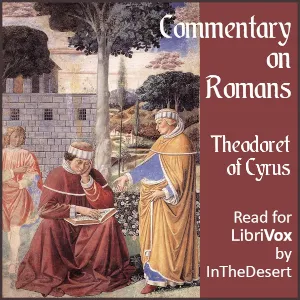 Commentary
on
Romans
Theodoret
of Cyrus
Read for
LibriVox
by
InTheDesert